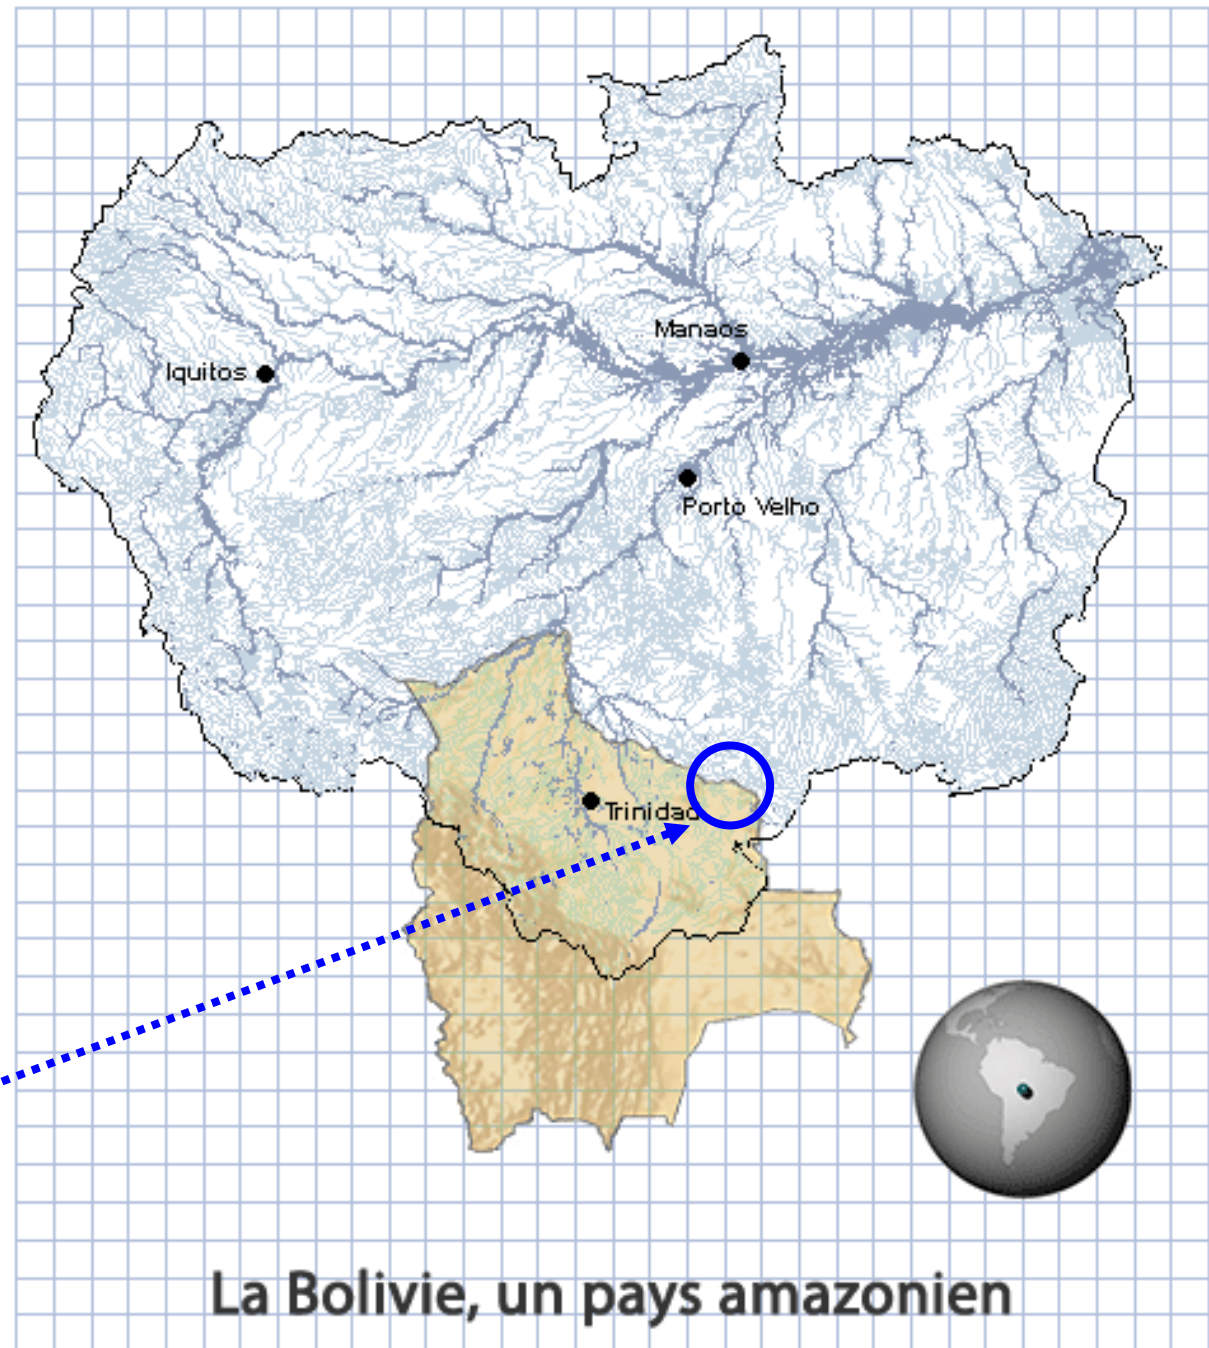 Manaos
Iquitos
Porto Velho
Trinidad
La Bolivie, un pays amazonien